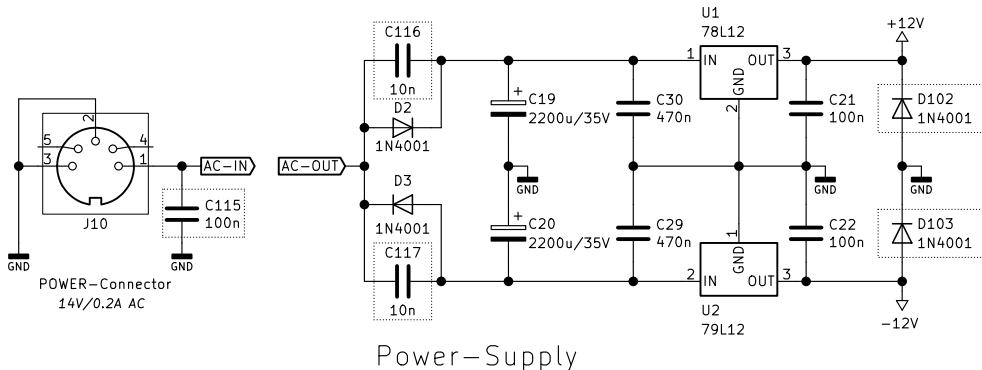 2
5
4
3
1
J10
GND
POWER-Connector
14V/0.2A AC
AC-IN
C115
100n
GND
AC-OUT
C116
10n
D2
1N4001
D3
1N4001
C117
10n
+
C19
2200u/35V
GND
+
C20
2200u/35V
C30
470n
C29
470n
U1
78L12
1
IN
OUT
3
GND
2
1
GND
2
IN
OUT
3
U2
79L12
C21
100n
GND
C22
100n
+12V
D102
1N4001
GND
D103
1N4001
-12V
Power-Supply